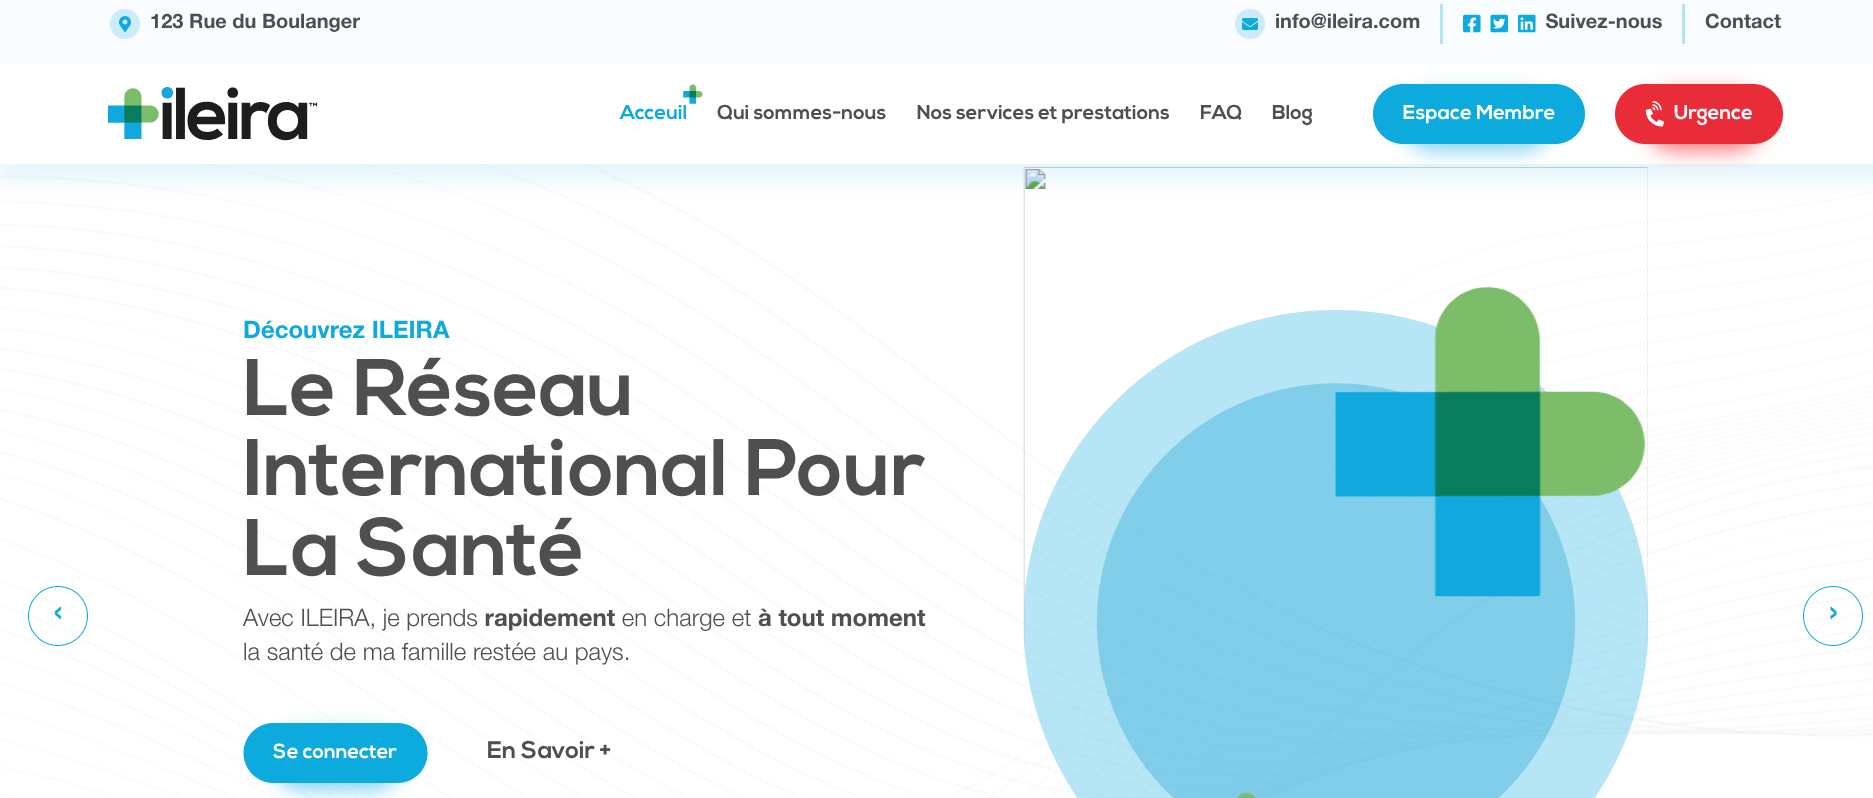 123 Rue du Boulanger
info@ileira.com
Suivez-nous
Contact
ileira™
Acceuil
Qui sommes-nous
Nos services et prestations
FAQ
Blog
Espace Membre
Urgence
Découvrez ILEIRA
Le Réseau
International Pour
La Santé
Avec ILEIRA, je prends rapidement en charge et à tout moment
la santé de ma famille restée au pays.
Se connecter
En Savoir +